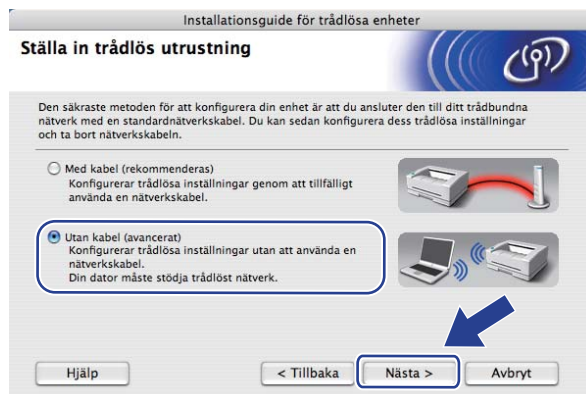 Installationsguide för trådlösa enheter
Ställa in trådlös utrustning
Den säkraste metoden för att konfigurera din enhet är att du ansluter den till ditt trådbundna
nätverk med en standardnätverkskabel. Du kan sedan konfigurera dess trådlösa inställningar
och ta bort nätverkskabeln.
Med kabel (rekommenderas)
Konfigurerar trådlösa inställningar genom att tillfälligt
använda en nätverkskabel.
Utan kabel (avancerat)
Konfigurerar trådlösa inställningar utan att använda en
nätverkskabel.
Din dator måste stödja trådlöst nätverk.
Hjälp
< Tillbaka
Nästa >
Avbryt